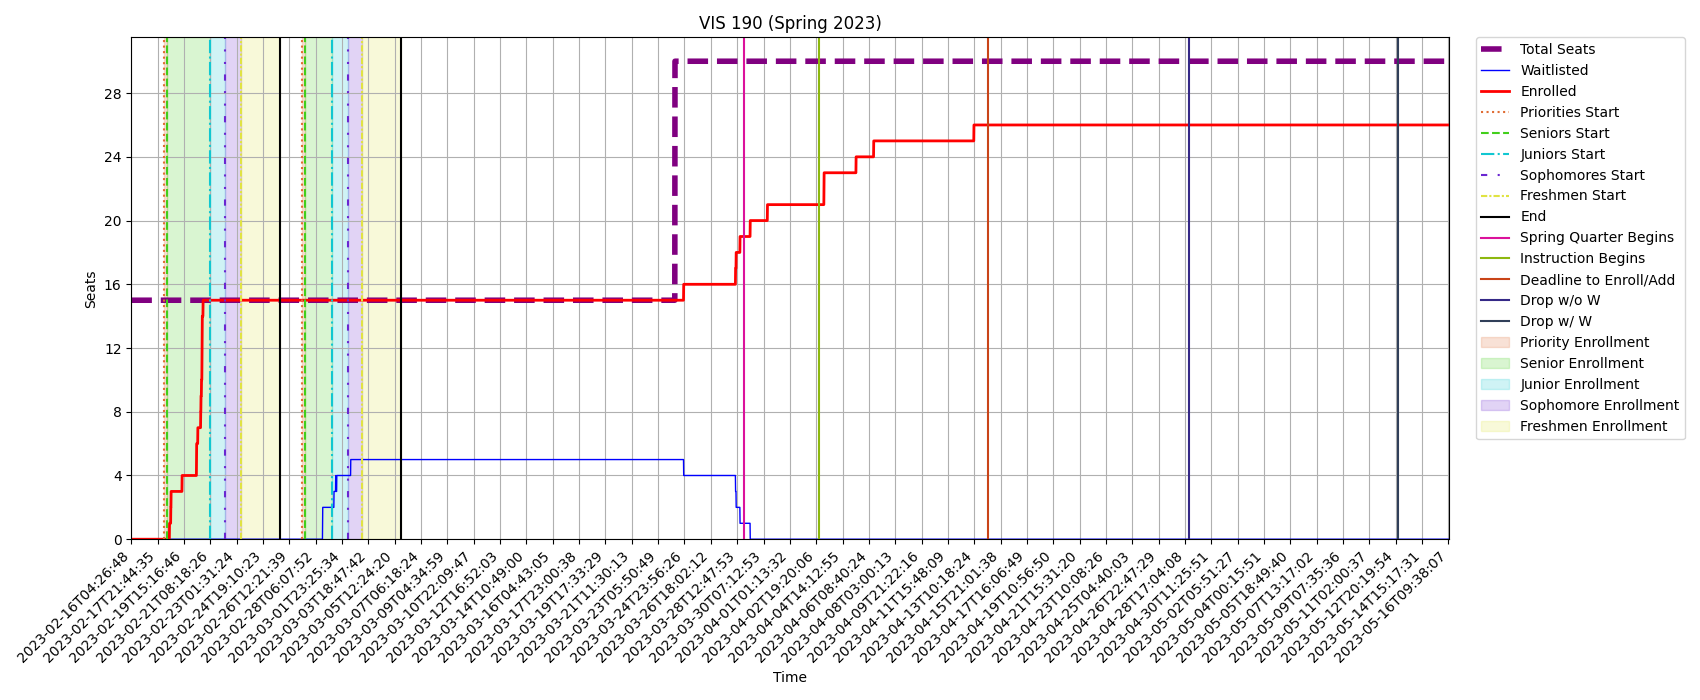 VIS 190 (Spring 2023)
Seats
28
24
20
16
12
8
4
0
2023-02-16T04:26:48
2023-02-17T21:44:35
2023-02-19T15:16:46
2023-02-21T08:18:26
2023-02-23T01:31:24
2023-02-24T19:10:23
2023-02-26T12:21:39
2023-02-28T06:07:52
2023-03-01T23:25:34
2023-03-03T18:47:42
2023-03-05T12:24:20
2023-03-07T06:18:24
2023-03-09T04:34:59
2023-03-10T22:09:47
2023-03-12T16:52:03
2023-03-14T10:49:00
2023-03-16T04:43:05
2023-03-17T23:00:38
2023-03-19T17:33:29
2023-03-21T11:30:13
2023-03-23T05:50:49
2023-03-24T23:56:26
2023-03-26T18:02:12
2023-03-28T12:47:53
2023-03-30T07:12:53
2023-04-01T01:13:32
2023-04-02T19:20:06
2023-04-04T14:12:55
2023-04-06T08:40:24
2023-04-08T03:00:13
2023-04-09T21:22:16
2023-04-11T15:48:09
2023-04-13T10:18:24
2023-04-15T21:01:38
2023-04-17T16:06:49
2023-04-19T10:56:50
2023-04-21T15:31:20
2023-04-23T10:08:26
2023-04-25T04:40:03
2023-04-26T22:47:29
2023-04-28T17:04:08
2023-04-30T11:25:51
2023-05-02T05:51:27
2023-05-04T00:15:51
2023-05-05T18:49:40
2023-05-07T13:17:02
2023-05-09T07:35:36
2023-05-11T02:00:37
2023-05-12T20:19:54
2023-05-14T15:17:31
2023-05-16T09:38:07
Time
Total Seats
Waitlisted
Enrolled
Priorities Start
Seniors Start
Juniors Start
Sophomores Start
Freshmen Start
End
Spring Quarter Begins
Instruction Begins
Deadline to Enroll/Add
Drop w/o W
Drop w/ W
Priority Enrollment
Senior Enrollment
Junior Enrollment
Sophomore Enrollment
Freshmen Enrollment